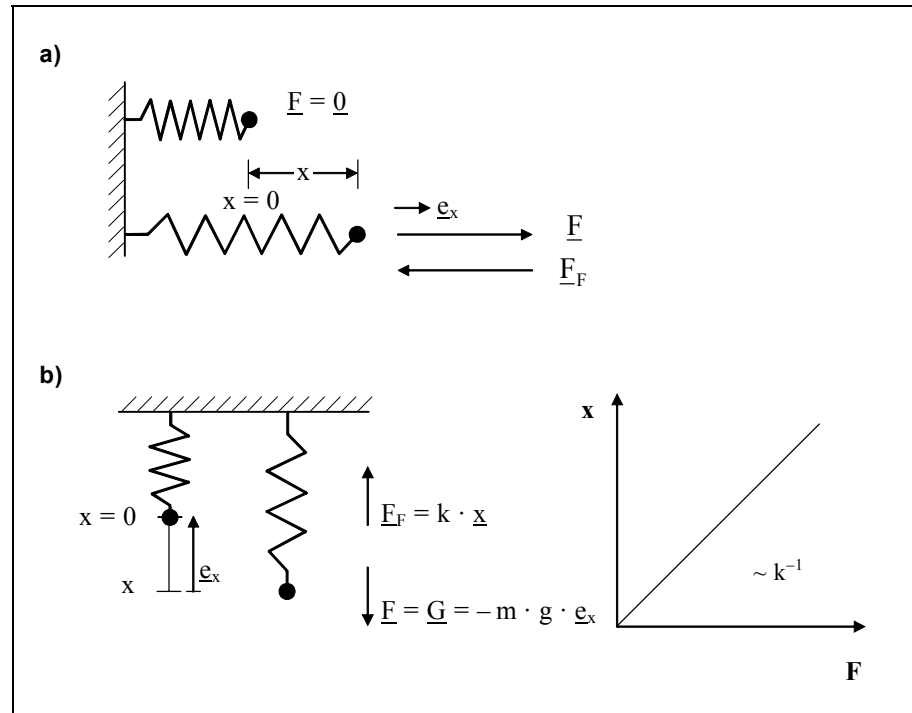 a)
F = 0
x
x = 0
e_x
F
F_F
b)
x
x = 0
F_F = k · x
e_x
x
~ k⁻¹
F = G = – m · g · e_x
F